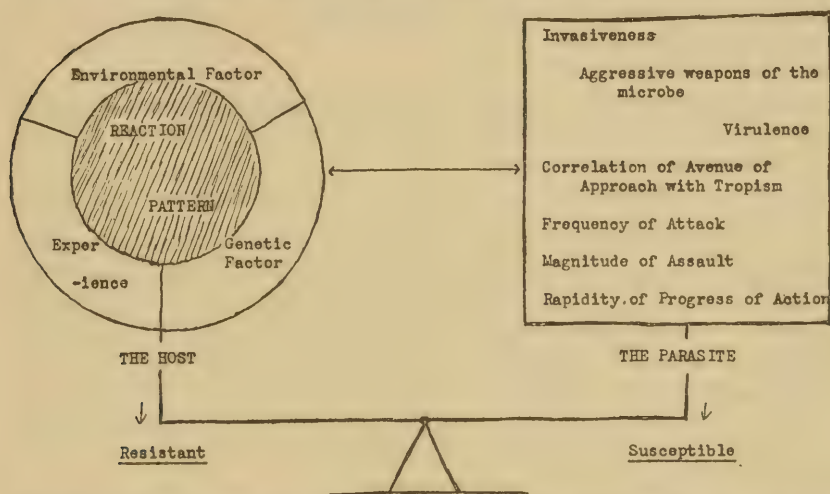 Environmental Factor
REACTION
PATTERN
Exper
-ience
Genetic
Factor
THE HOST
Resistant
Invasiveness
Aggressive weapons of the
microbe
Virulence
Correlation of Avenue of
Approach with Tropism
Frequency of Attack
Magnitude of Assault
Rapidity.of Progress of Action
THE PARASITE
Susceptible